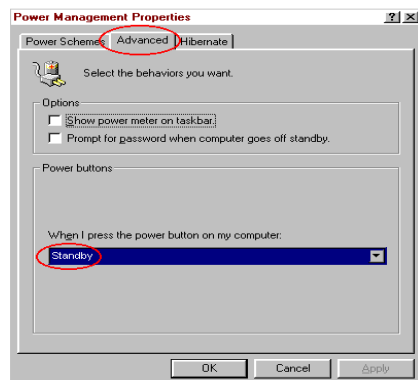 Power Management Properties
Power Schemes Advanced Hibernate
Select the behaviors you want.
Options
Show power meter on taskbar.
Prompt for password when computer goes off standby.
Power buttons
When I press the power button on my computer:
Standby
OK Cancel Apply